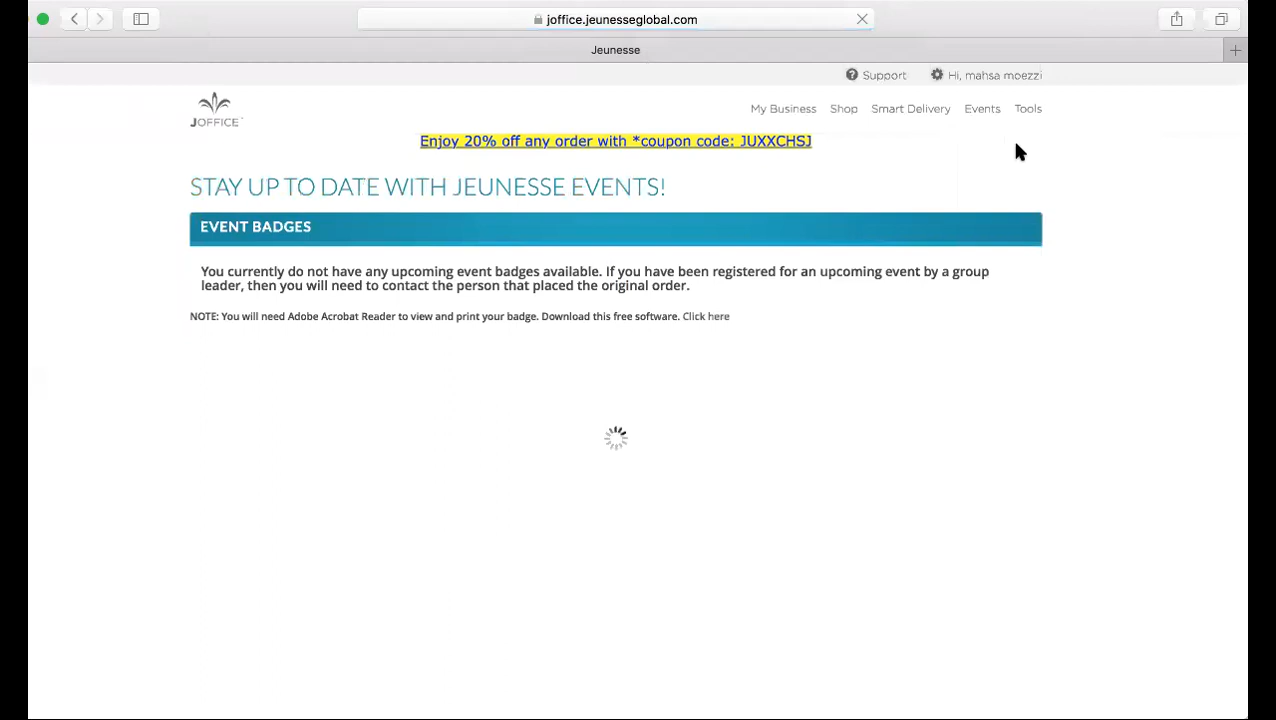 joffice.jeunesseglobal.com
Jeunesse
Support
Hi, mahsa moezzi
JOFFICE
My Business Shop Smart Delivery Events Tools
Enjoy 20% off any order with *coupon code: JUXXCHSJ
STAY UP TO DATE WITH JEUNESSE EVENTS!
EVENT BADGES
You currently do not have any upcoming event badges available. If you have been registered for an upcoming event by a group
leader, then you will need to contact the person that placed the original order.
NOTE: You will need Adobe Acrobat Reader to view and print your badge. Download this free software. Click here